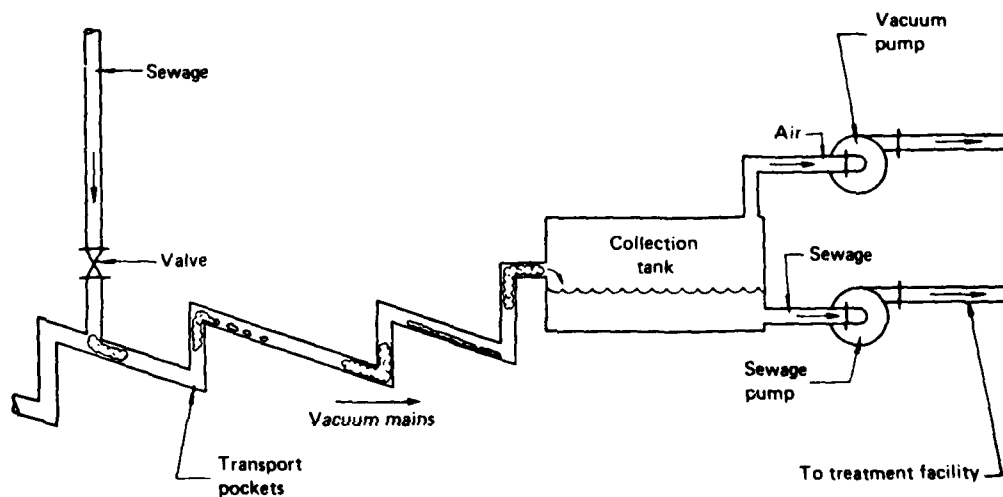 Vacuum
pump
Sewage
Air
Valve
Collection
tank
Sewage
Sewage
pump
Vacuum mains
Transport
pockets
To treatment facility